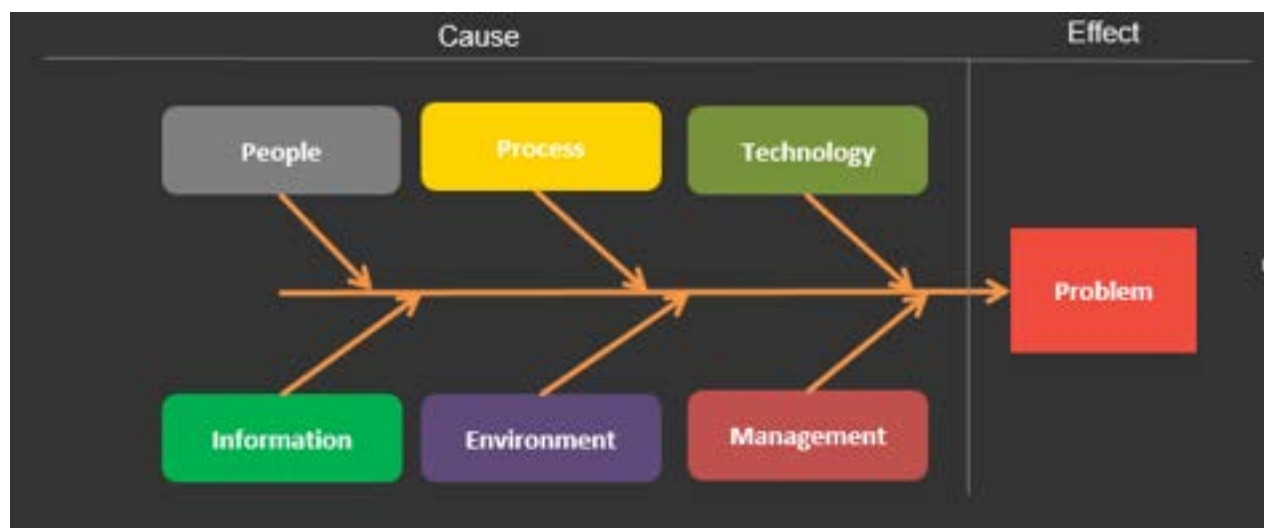 Cause
Effect
People
Process
Technology
Problem
Information
Environment
Management